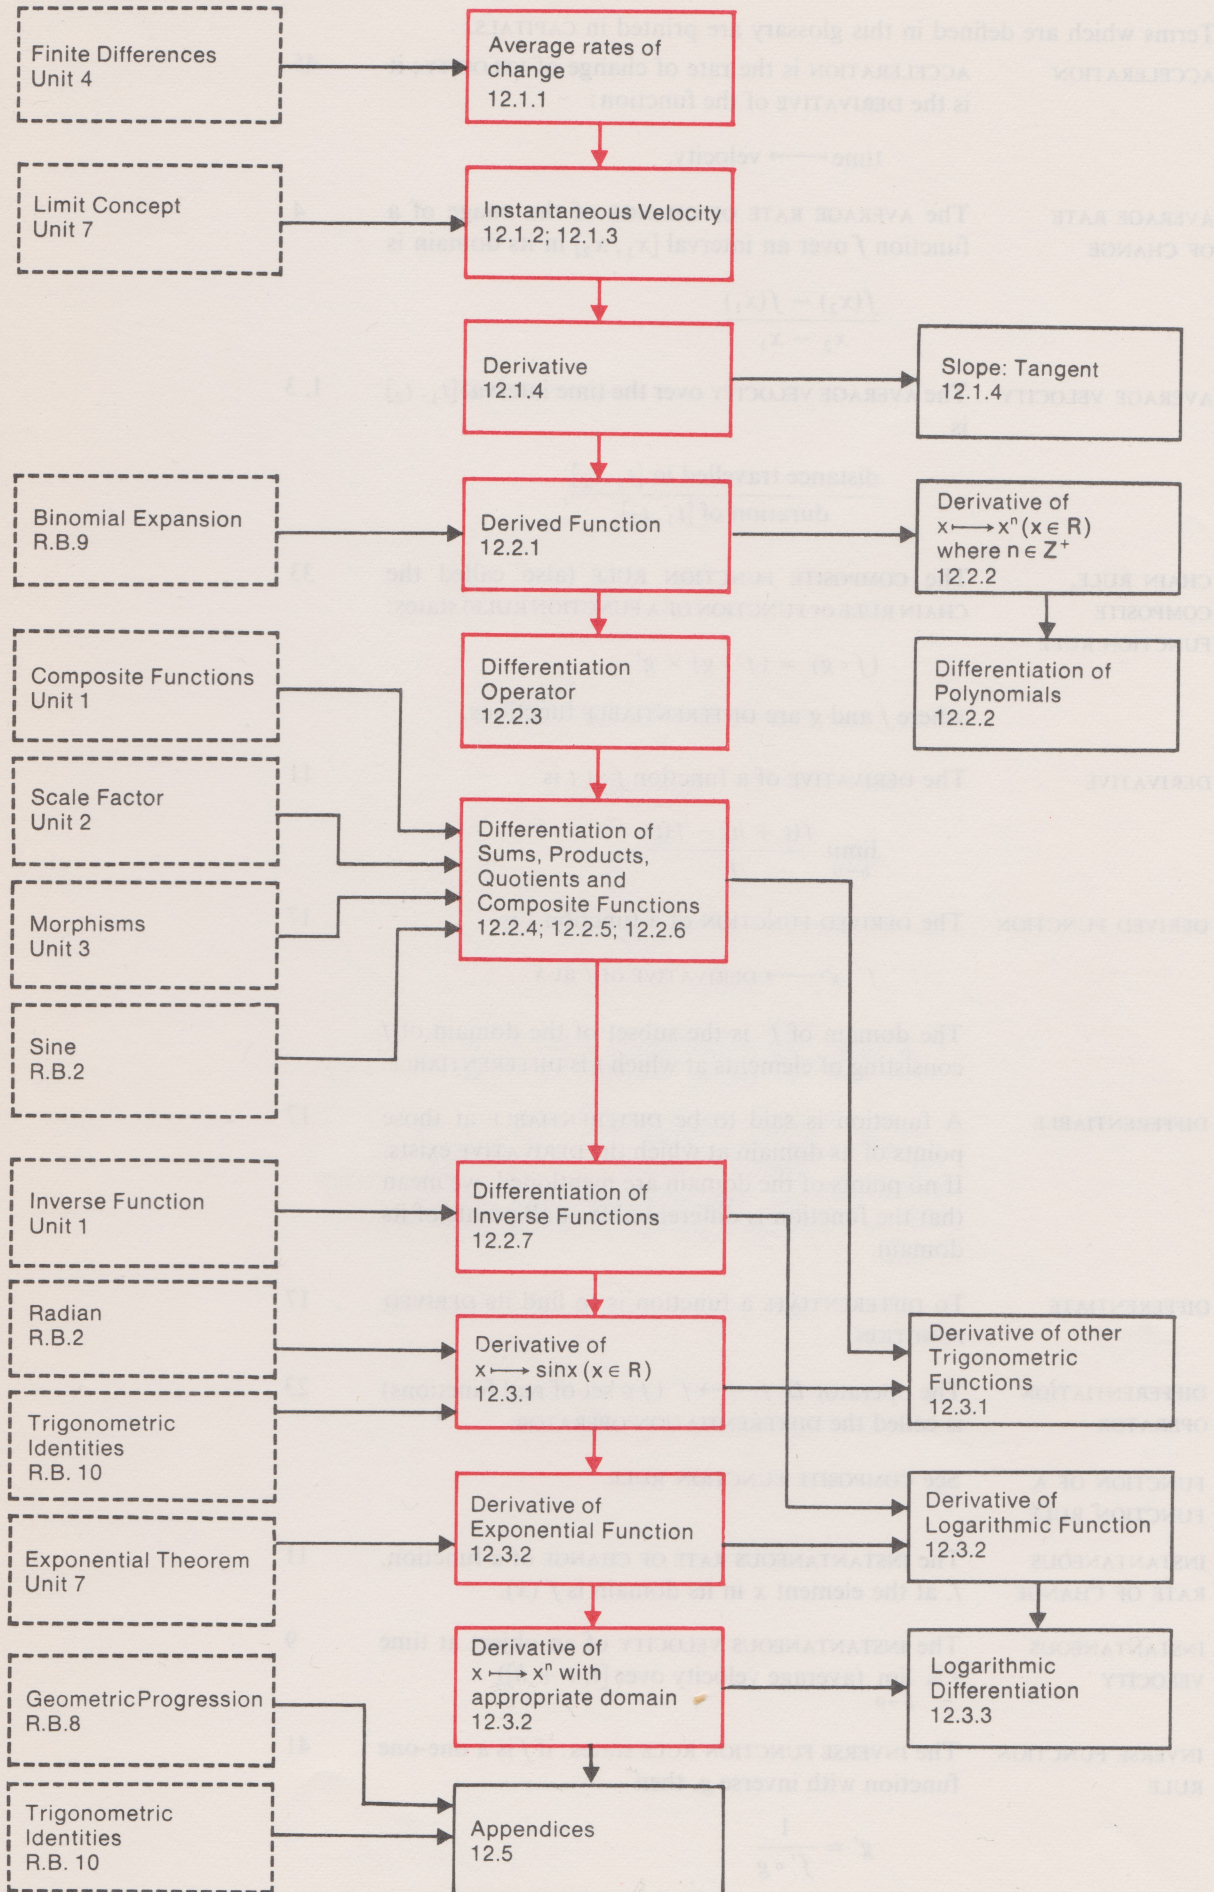 Finite Differences
Unit 4
Average rates of
change
12.1.1
Limit Concept
Unit 7
Instantaneous Velocity
12.1.2; 12.1.3
Derivative
12.1.4
Slope: Tangent
12.1.4
Binomial Expansion
R.B.9
Derived Function
12.2.1
Derivative of
x ⟼ xⁿ (x ∈ R)
where n ∈ Z⁺
12.2.2
Composite Functions
Unit 1
Differentiation
Operator
12.2.3
Differentiation of
Polynomials
12.2.2
Scale Factor
Unit 2
Differentiation of
Sums, Products,
Quotients and
Composite Functions
12.2.4; 12.2.5; 12.2.6
Morphisms
Unit 3
Sine
R.B.2
Inverse Function
Unit 1
Differentiation of
Inverse Functions
12.2.7
Radian
R.B.2
Derivative of
x ⟼ sinx (x ∈ R)
12.3.1
Derivative of other
Trigonometric
Functions
12.3.1
Trigonometric
Identities
R.B. 10
Derivative of
Exponential Function
12.3.2
Derivative of
Logarithmic Function
12.3.2
Exponential Theorem
Unit 7
Derivative of
x ⟼ xⁿ with
appropriate domain
12.3.2
Logarithmic
Differentiation
12.3.3
Geometric Progression
R.B.8
Trigonometric
Identities
R.B. 10
Appendices
12.5